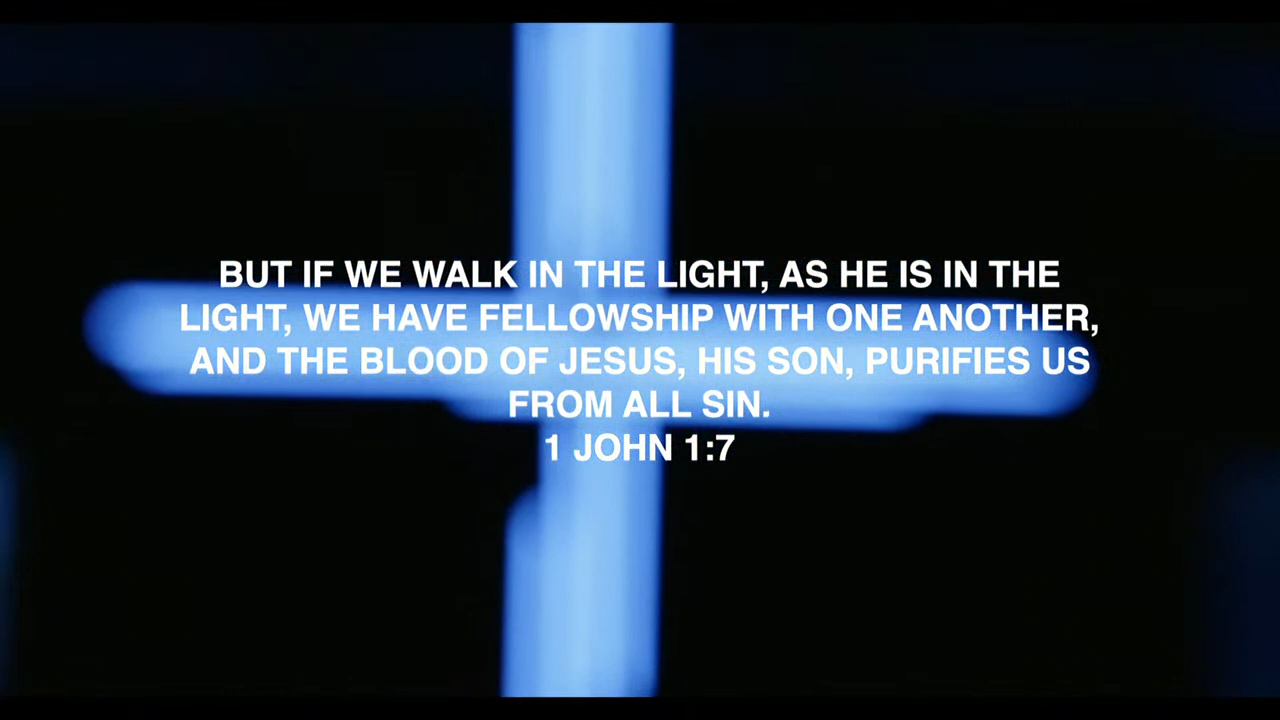 BUT IF WE WALK IN THE LIGHT, AS HE IS IN THE
LIGHT, WE HAVE FELLOWSHIP WITH ONE ANOTHER,
AND THE BLOOD OF JESUS, HIS SON, PURIFIES US
FROM ALL SIN.
1 JOHN 1:7